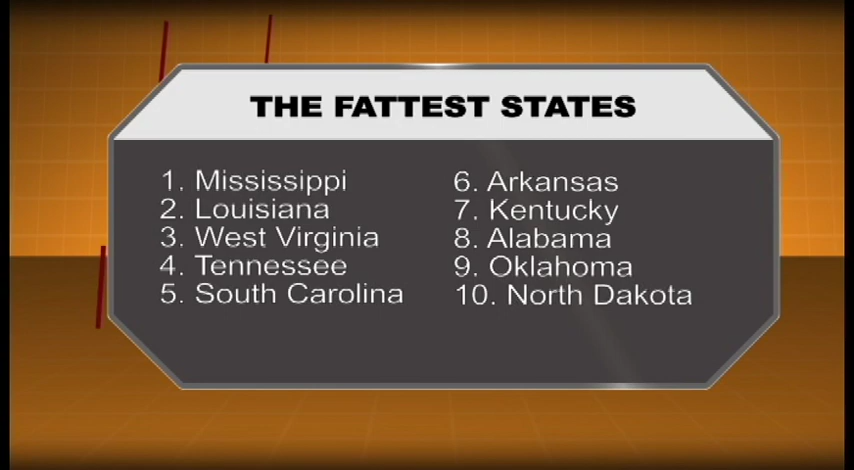 THE FATTEST STATES
1. Mississippi
2. Louisiana
3. West Virginia
4. Tennessee
5. South Carolina
6. Arkansas
7. Kentucky
8. Alabama
9. Oklahoma
10. North Dakota